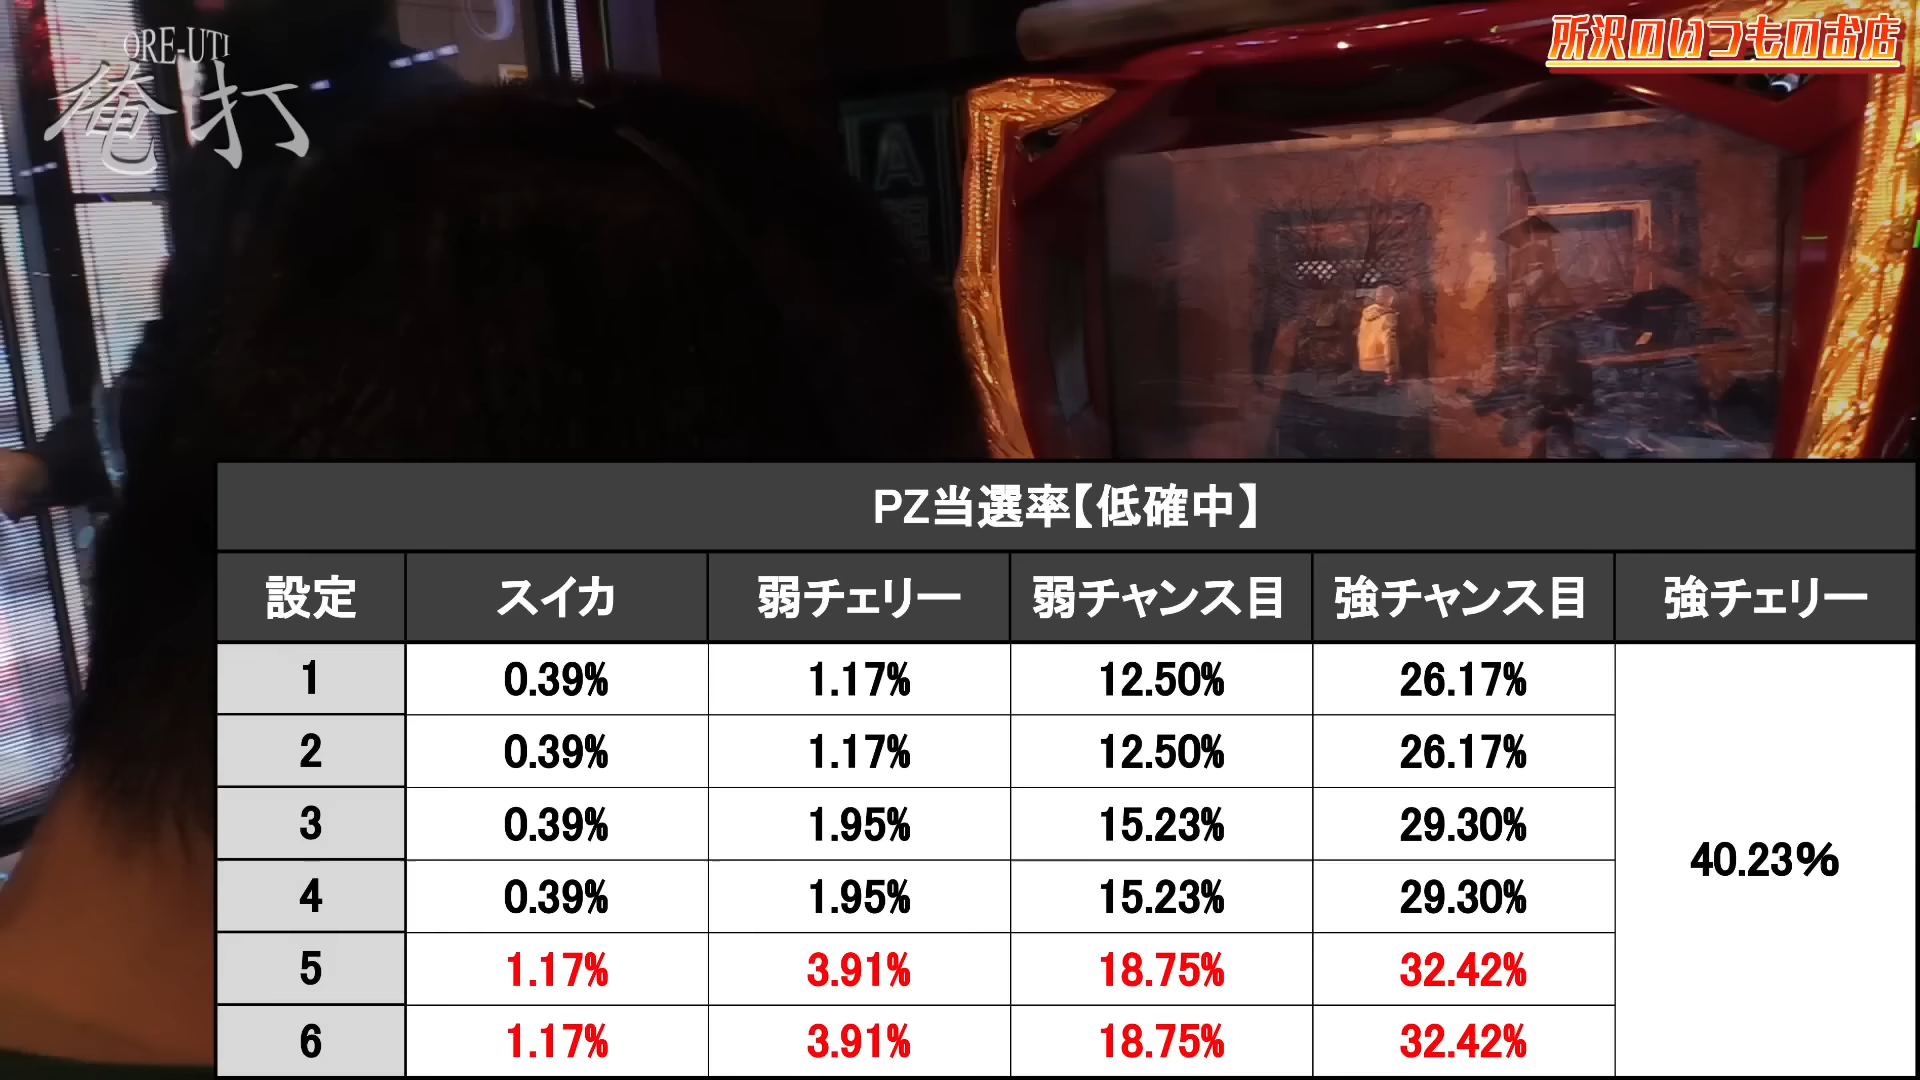 ORE-UTI
俺打
所沢のいつものお店
PZ当選率【低確中】
設定 スイカ 弱チェリー 弱チャンス目 強チャンス目 強チェリー
1 0.39% 1.17% 12.50% 26.17%
2 0.39% 1.17% 12.50% 26.17%
3 0.39% 1.95% 15.23% 29.30%
40.23%
4 0.39% 1.95% 15.23% 29.30%
5 1.17% 3.91% 18.75% 32.42%
6 1.17% 3.91% 18.75% 32.42%